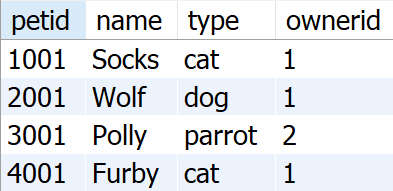 petid name type ownerid
1001 Socks cat 1
2001 Wolf dog 1
3001 Polly parrot 2
4001 Furby cat 1